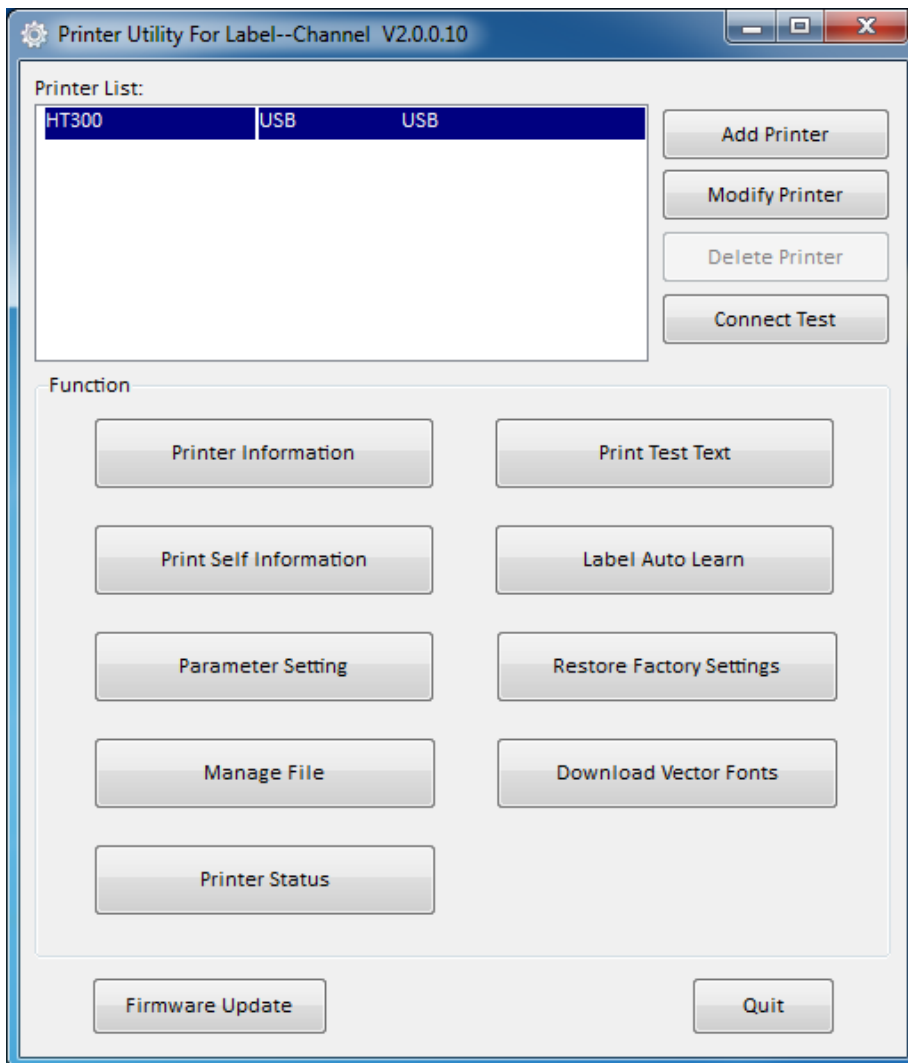 Printer Utility For Label--Channel V2.0.0.10
Printer List:
HT300 USB USB
Add Printer
Modify Printer
Delete Printer
Connect Test
Function
Printer Information
Print Test Text
Print Self Information
Label Auto Learn
Parameter Setting
Restore Factory Settings
Manage File
Download Vector Fonts
Printer Status
Firmware Update
Quit